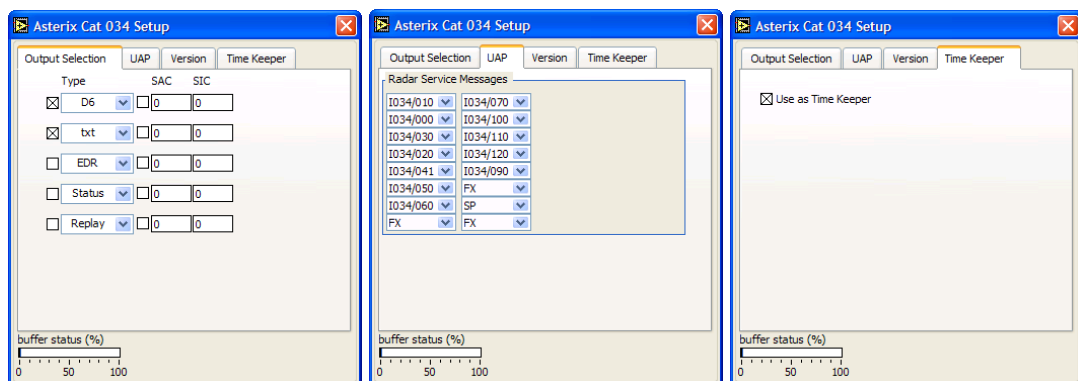 Asterix Cat 034 Setup
Output Selection UAP Version Time Keeper
Type SAC SIC
D6 0 0
txt 0 0
EDR 0 0
Status 0 0
Replay 0 0
buffer status (%)
0 50 100
Asterix Cat 034 Setup
Output Selection UAP Version Time Keeper
Radar Service Messages
I034/010 I034/070
I034/000 I034/100
I034/030 I034/110
I034/020 I034/120
I034/041 I034/090
I034/050 FX
I034/060 SP
FX FX
buffer status (%)
0 50 100
Asterix Cat 034 Setup
Output Selection UAP Version Time Keeper
Use as Time Keeper
buffer status (%)
0 50 100